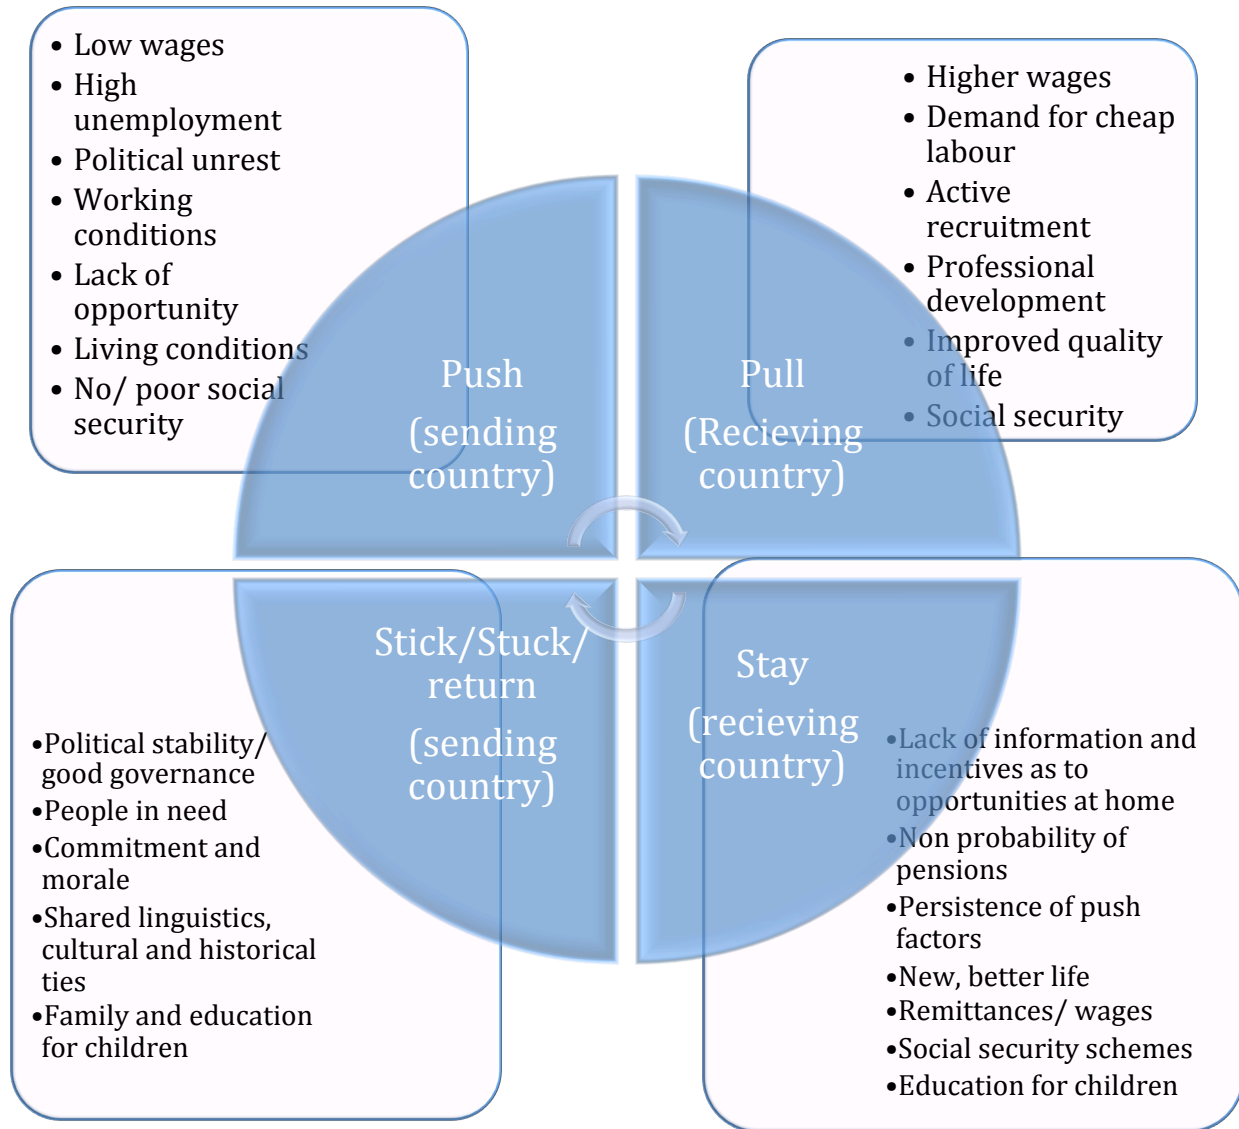 • Low wages
• High
unemployment
• Political unrest
• Working
conditions
• Lack of
opportunity
• Living conditions
• No/ poor social
security
• Higher wages
• Demand for cheap
labour
• Active
recruitment
• Professional
development
• Improved quality
of life
• Social security
Push
(sending
country)
Pull
(Recieving
country)
Stick/Stuck/
return
(sending
country)
Stay
(recieving
country)
•Political stability/
good governance
•People in need
•Commitment and
morale
•Shared linguistics,
cultural and historical
ties
•Family and education
for children
•Lack of information and
incentives as to
opportunities at home
•Non probability of
pensions
•Persistence of push
factors
•New, better life
•Remittances/ wages
•Social security schemes
•Education for children